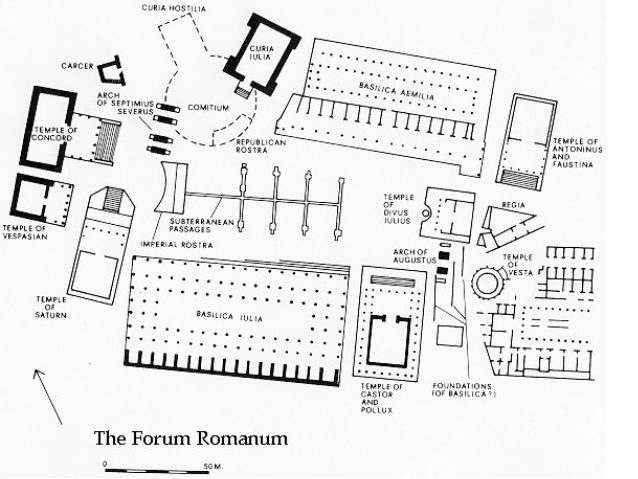 CURIA HOSTILIA
CURIA
IULIA
CARCER
ARCH
OF SEPTIMIUS
SEVERUS
COMITIUM
BASILICA AEMILIA
TEMPLE OF
CONCORD
REPUBLICAN
ROSTRA
TEMPLE OF
ANTONINUS
AND
FAUSTINA
TEMPLE
OF
DIVUS
IULIUS
REGIA
SUBTERRANEAN
PASSAGES
TEMPLE OF
VESPASIAN
IMPERIAL ROSTRA
ARCH OF
AUGUSTUS
TEMPLE
OF
VESTA
TEMPLE
OF
SATURN
BASILICA IULIA
TEMPLE OF
CASTOR
AND
POLLUX
FOUNDATIONS
(OF BASILICA?)
The Forum Romanum
0 50 M